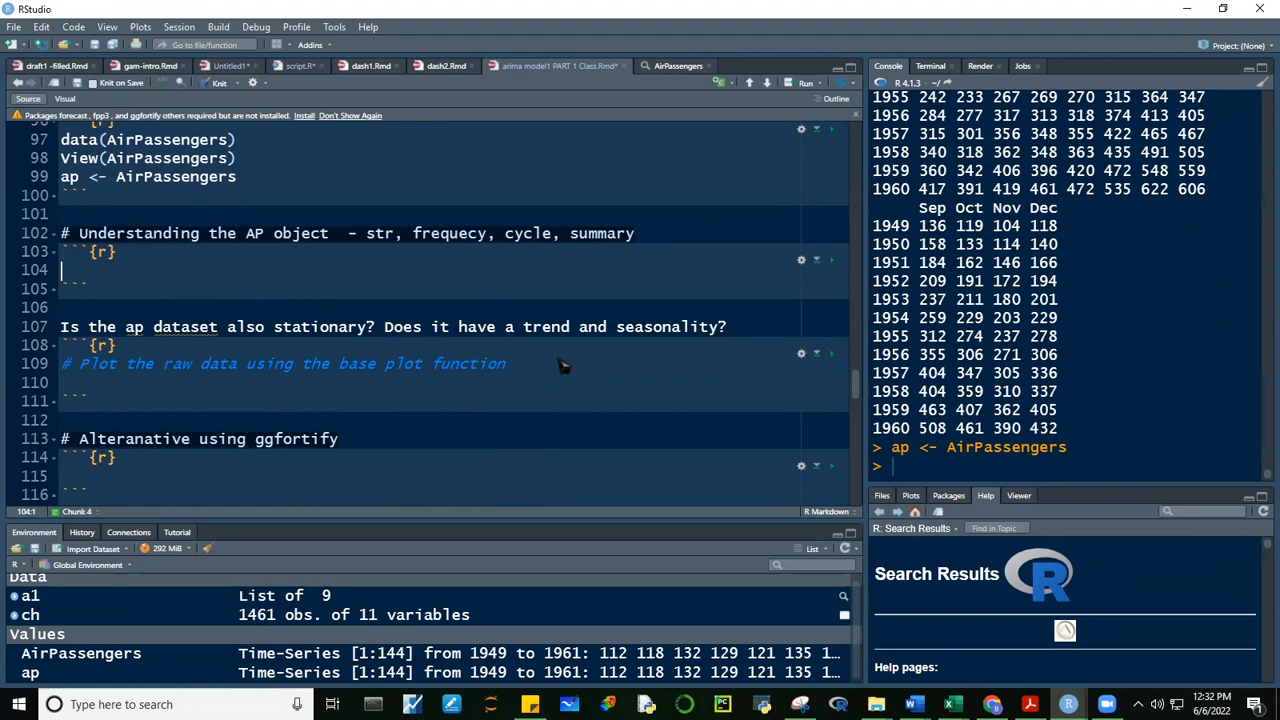 RStudio
File Edit Code View Plots Session Build Debug Profile Tools Help
Go to file/function Addins Project: (None)
draft1 -filled.Rmd gam-intro.Rmd Untitled1* script.R* dash1.Rmd dash2.Rmd arima model1 PART 1 Class.Rmd* AirPassengers
Knit on Save Knit Run
Source Visual Outline
Packages forecast, fpp3, and ggfortify others required but are not installed. Install Don't Show Again
96 ```{r}
97 data(AirPassengers)
98 View(AirPassengers)
99 ap <- AirPassengers
100 ```
101
102 # Understanding the AP object - str, frequecy, cycle, summary
103 ```{r}
104
105 ```
106
107 Is the ap dataset also stationary? Does it have a trend and seasonality?
108 ```{r}
109 # Plot the raw data using the base plot function
110
111 ```
112
113 # Alteranative using ggfortify
114 ```{r}
115
116 ```
104:1 Chunk 4 R Markdown
Environment History Connections Tutorial
Import Dataset 292 MiB List
R Global Environment
Data
a1 List of 9
ch 1461 obs. of 11 variables
Values
AirPassengers Time-Series [1:144] from 1949 to 1961: 112 118 132 129 121 135 1...
ap Time-Series [1:144] from 1949 to 1961: 112 118 132 129 121 135 1...
Console Terminal Render Jobs
R 4.1.3 · ~/
1955 242 233 267 269 270 315 364 347
1956 284 277 317 313 318 374 413 405
1957 315 301 356 348 355 422 465 467
1958 340 318 362 348 363 435 491 505
1959 360 342 406 396 420 472 548 559
1960 417 391 419 461 472 535 622 606
Sep Oct Nov Dec
1949 136 119 104 118
1950 158 133 114 140
1951 184 162 146 166
1952 209 191 172 194
1953 237 211 180 201
1954 259 229 203 229
1955 312 274 237 278
1956 355 306 271 306
1957 404 347 305 336
1958 404 359 310 337
1959 463 407 362 405
1960 508 461 390 432
> ap <- AirPassengers
>
Files Plots Packages Help Viewer
R: Search Results Find in Topic
Search Results R
Help pages:
Type here to search
12:32 PM
6/6/2022